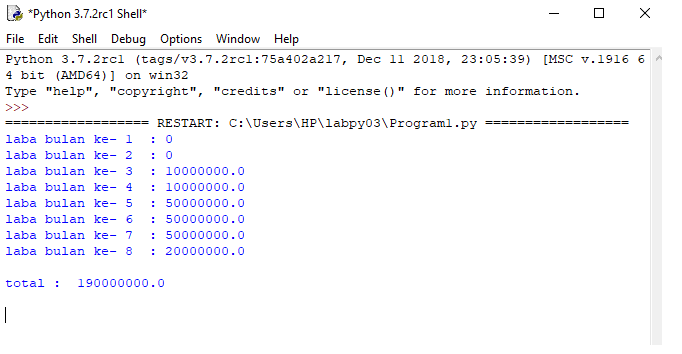 *Python 3.7.2rc1 Shell*
File Edit Shell Debug Options Window Help
Python 3.7.2rc1 (tags/v3.7.2rc1:75a402a217, Dec 11 2018, 23:05:39) [MSC v.1916 6
4 bit (AMD64)] on win32
Type "help", "copyright", "credits" or "license()" for more information.
>>>
================== RESTART: C:\Users\HP\labpy03\Program1.py ==================
laba bulan ke- 1  : 0
laba bulan ke- 2  : 0
laba bulan ke- 3  : 10000000.0
laba bulan ke- 4  : 10000000.0
laba bulan ke- 5  : 50000000.0
laba bulan ke- 6  : 50000000.0
laba bulan ke- 7  : 50000000.0
laba bulan ke- 8  : 20000000.0
total :  190000000.0